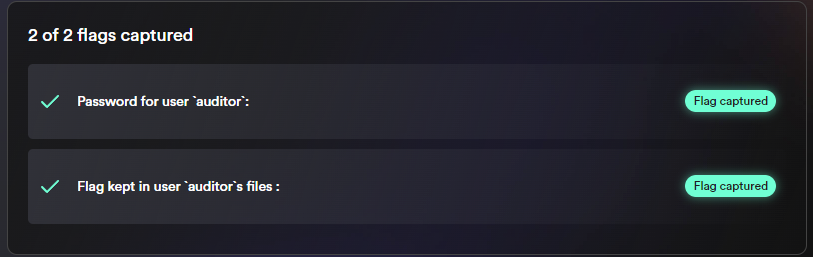 2 of 2 flags captured
Password for user `auditor`:
Flag captured
Flag kept in user `auditor`s files :
Flag captured